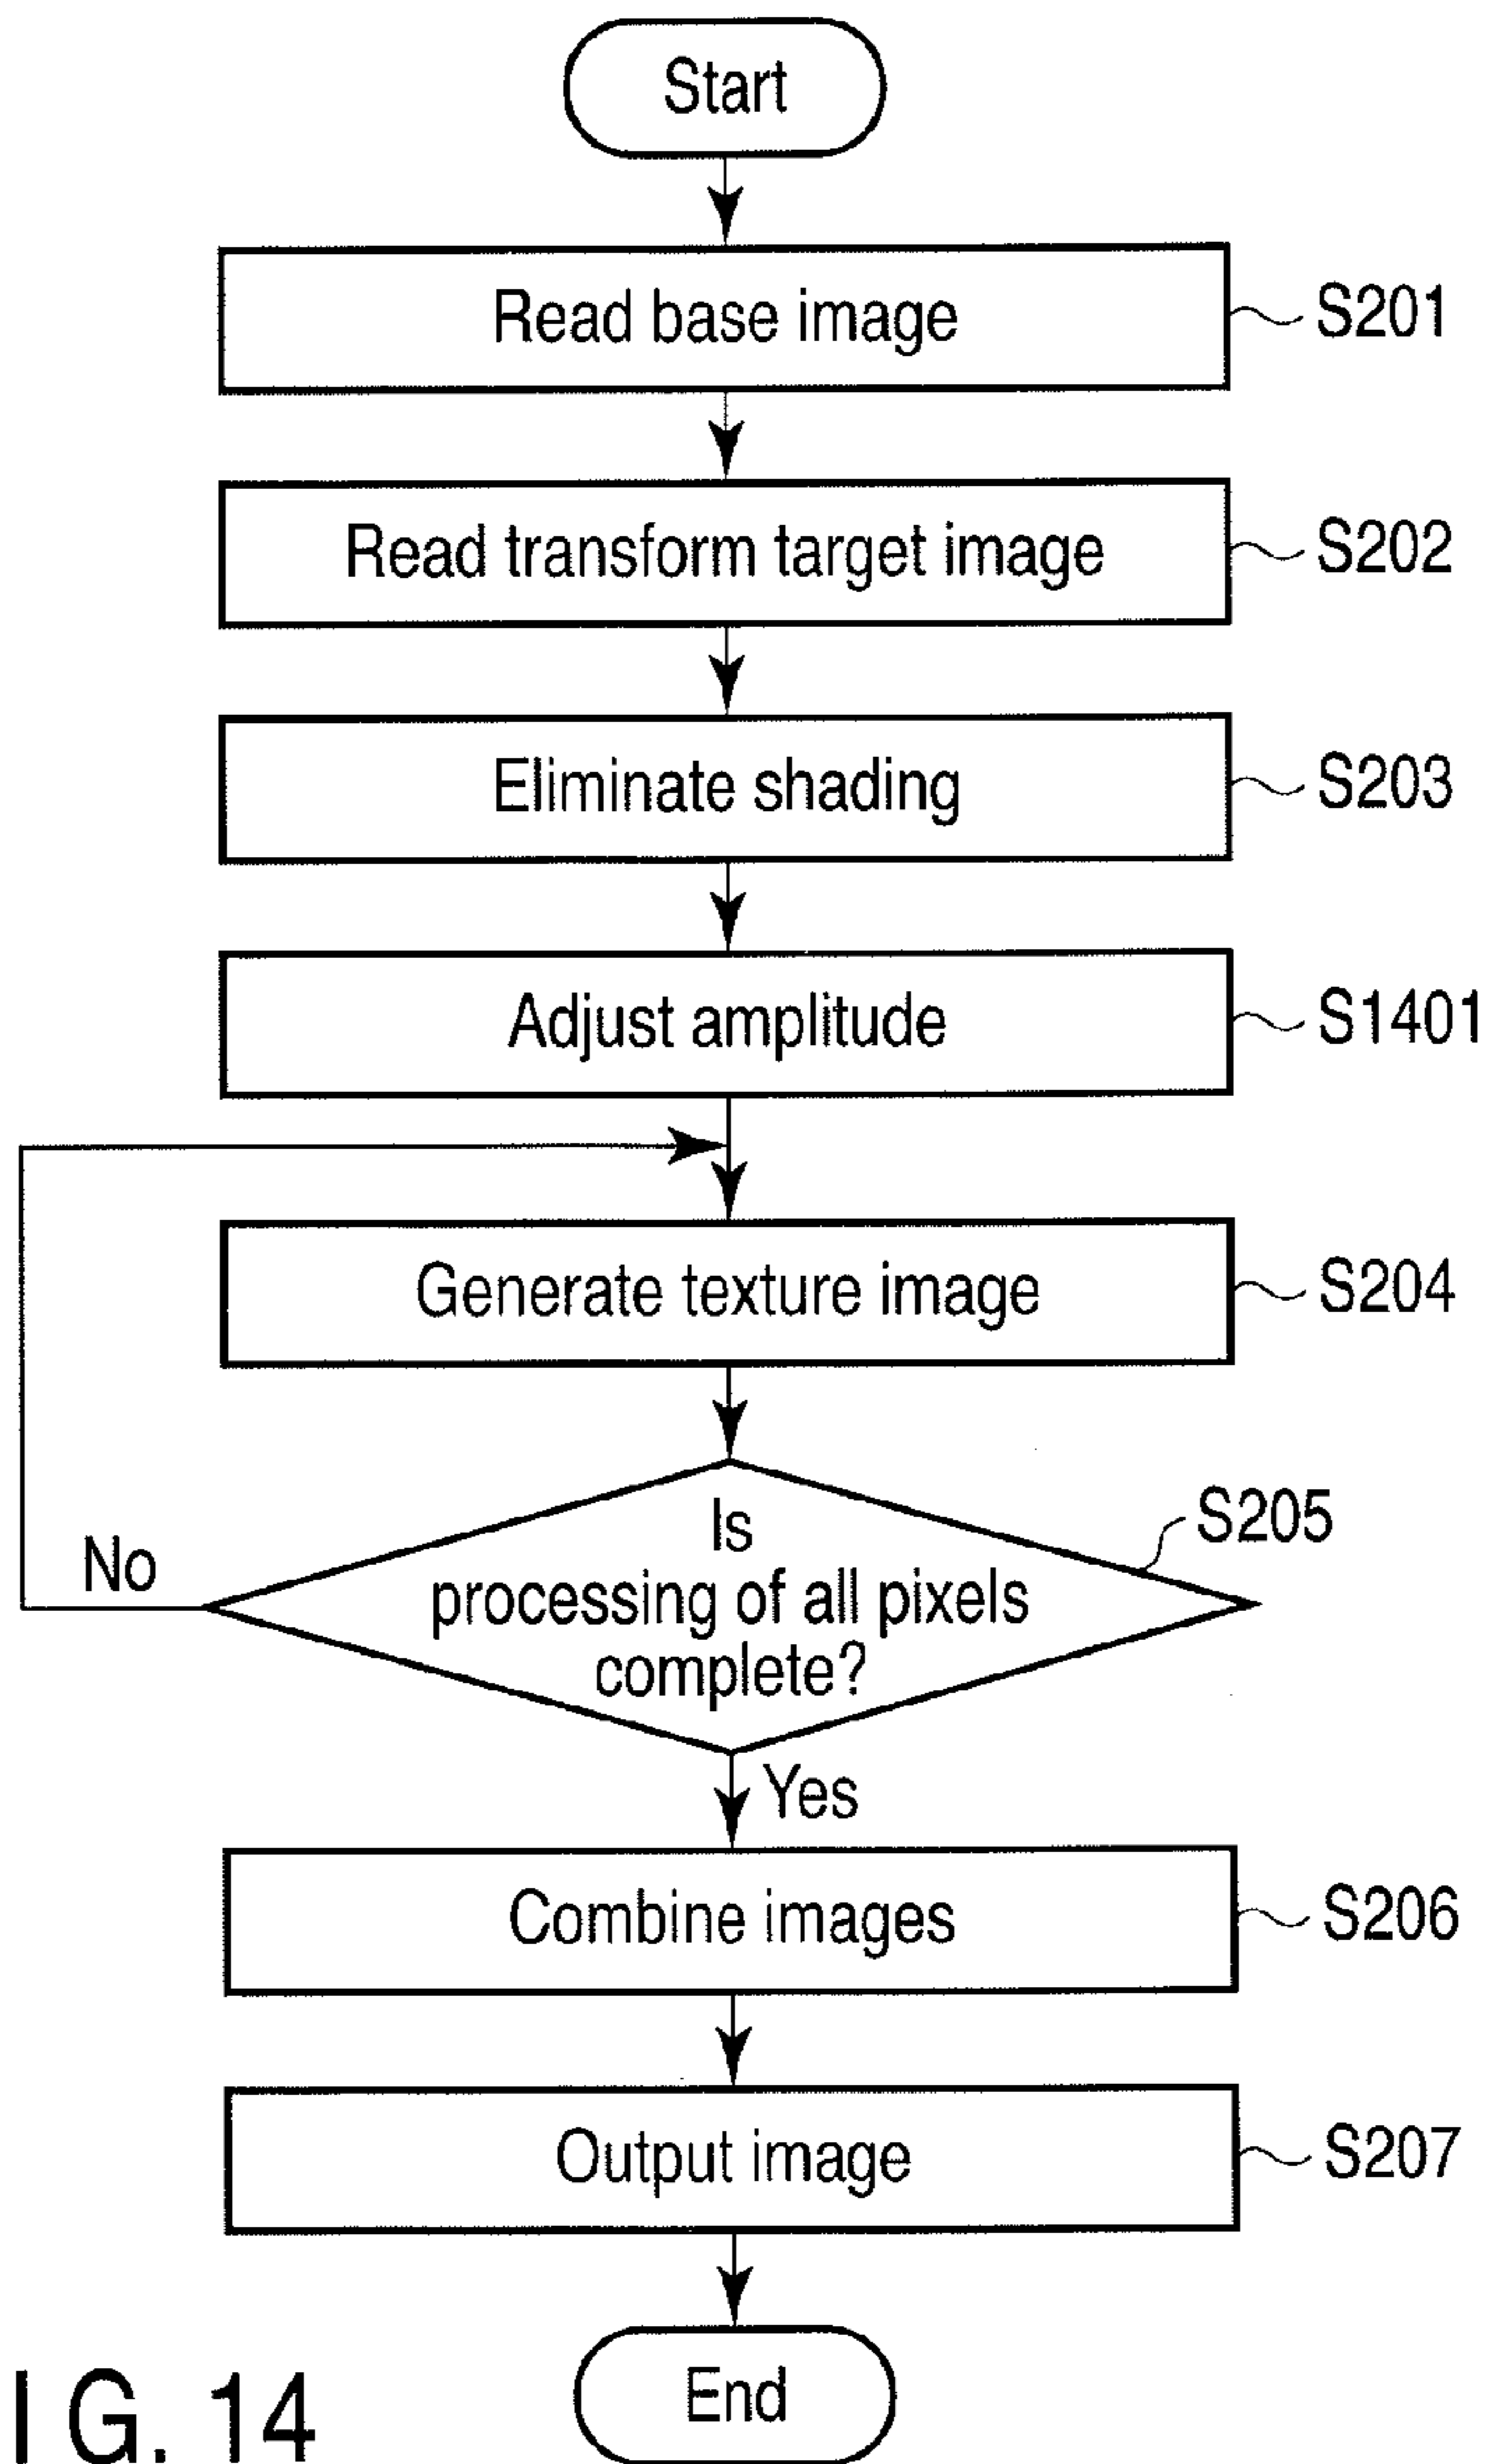 Start
Read base image
S201
Read transform target image
S202
Eliminate shading
S203
Adjust amplitude
S1401
Generate texture image
S204
Is
processing of all pixels
complete?
S205
No
Yes
Combine images
S206
Output image
S207
End
I G. 14